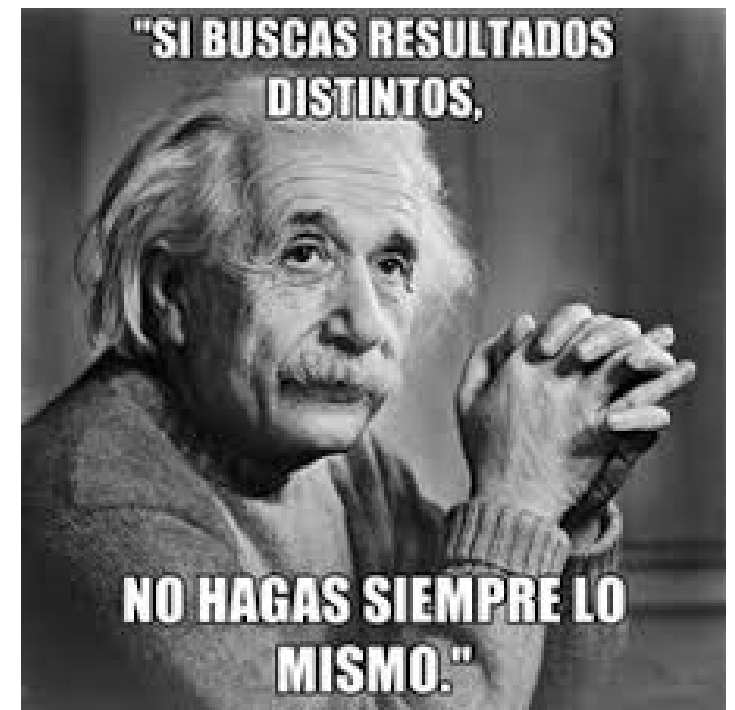 "SI BUSCAS RESULTADOS
DISTINTOS,
NO HAGAS SIEMPRE LO
MISMO."